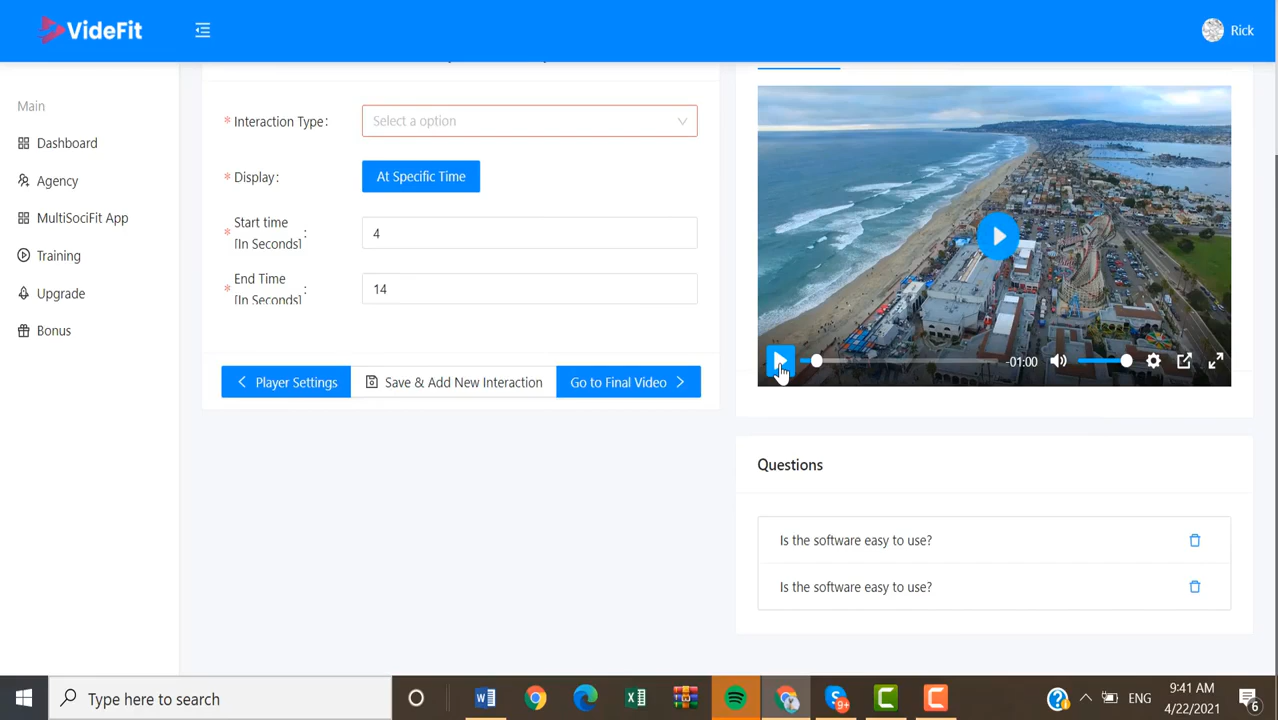 VideFit
Rick
Main
Dashboard
Agency
MultiSociFit App
Training
Upgrade
Bonus
* Interaction Type:
Select a option
* Display:
At Specific Time
* Start time
[In Seconds] :
4
* End Time
[In Seconds] :
14
Player Settings
Save & Add New Interaction
Go to Final Video
-01:00
Questions
Is the software easy to use?
Is the software easy to use?
Type here to search
9+
ENG
9:41 AM
4/22/2021
6